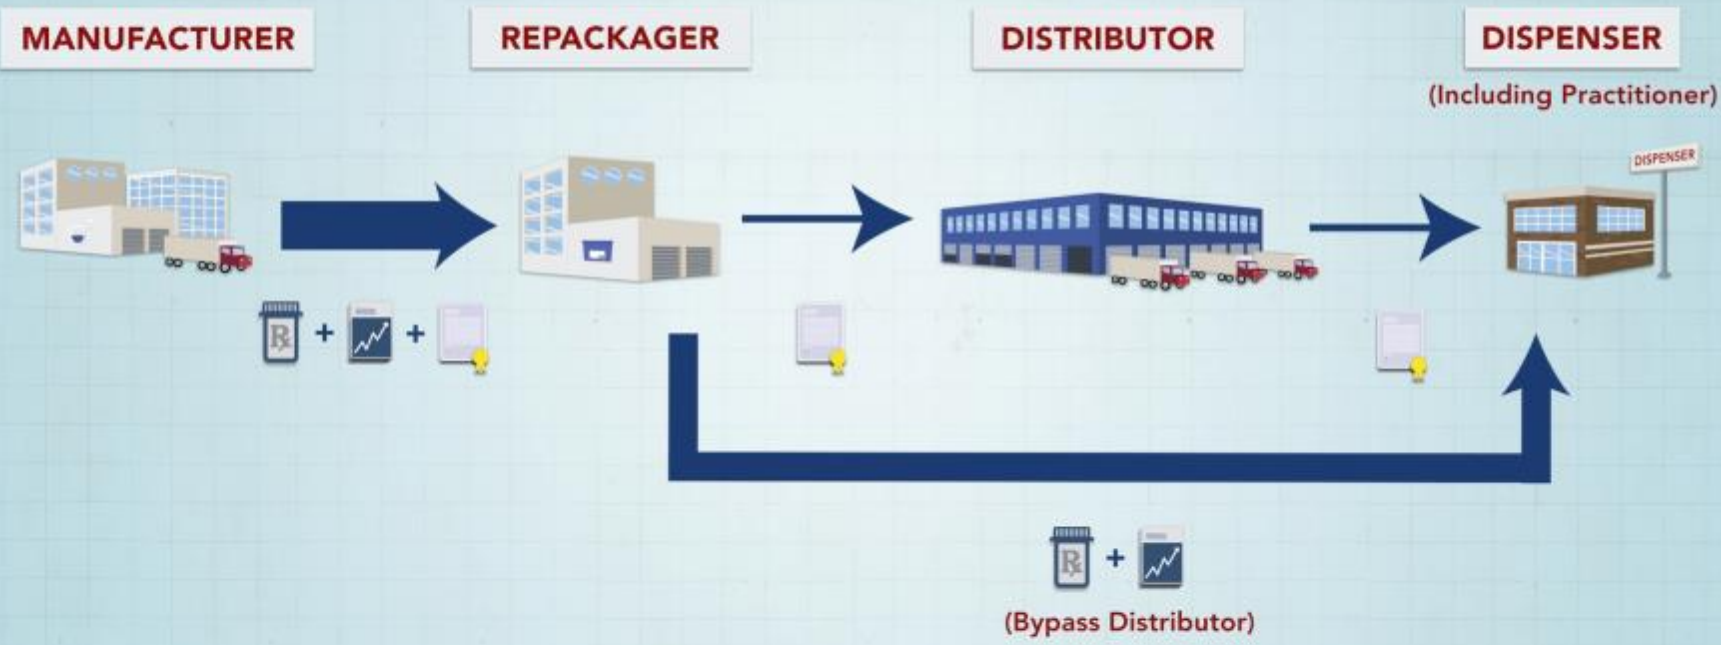 MANUFACTURER
REPACKAGER
DISTRIBUTOR
DISPENSER
(Including Practitioner)
DISPENSER
+
+
+
(Bypass Distributor)